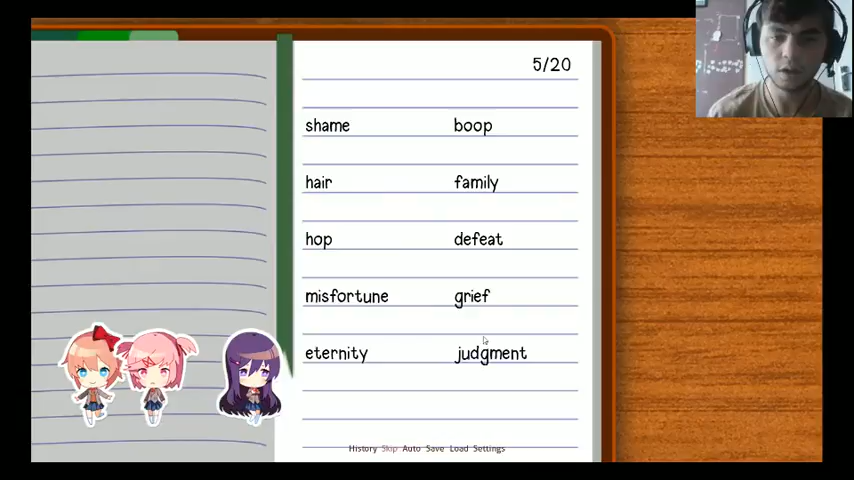 5/20
shame boop
hair family
hop defeat
misfortune grief
eternity judgment
History Skip Auto Save Load Settings